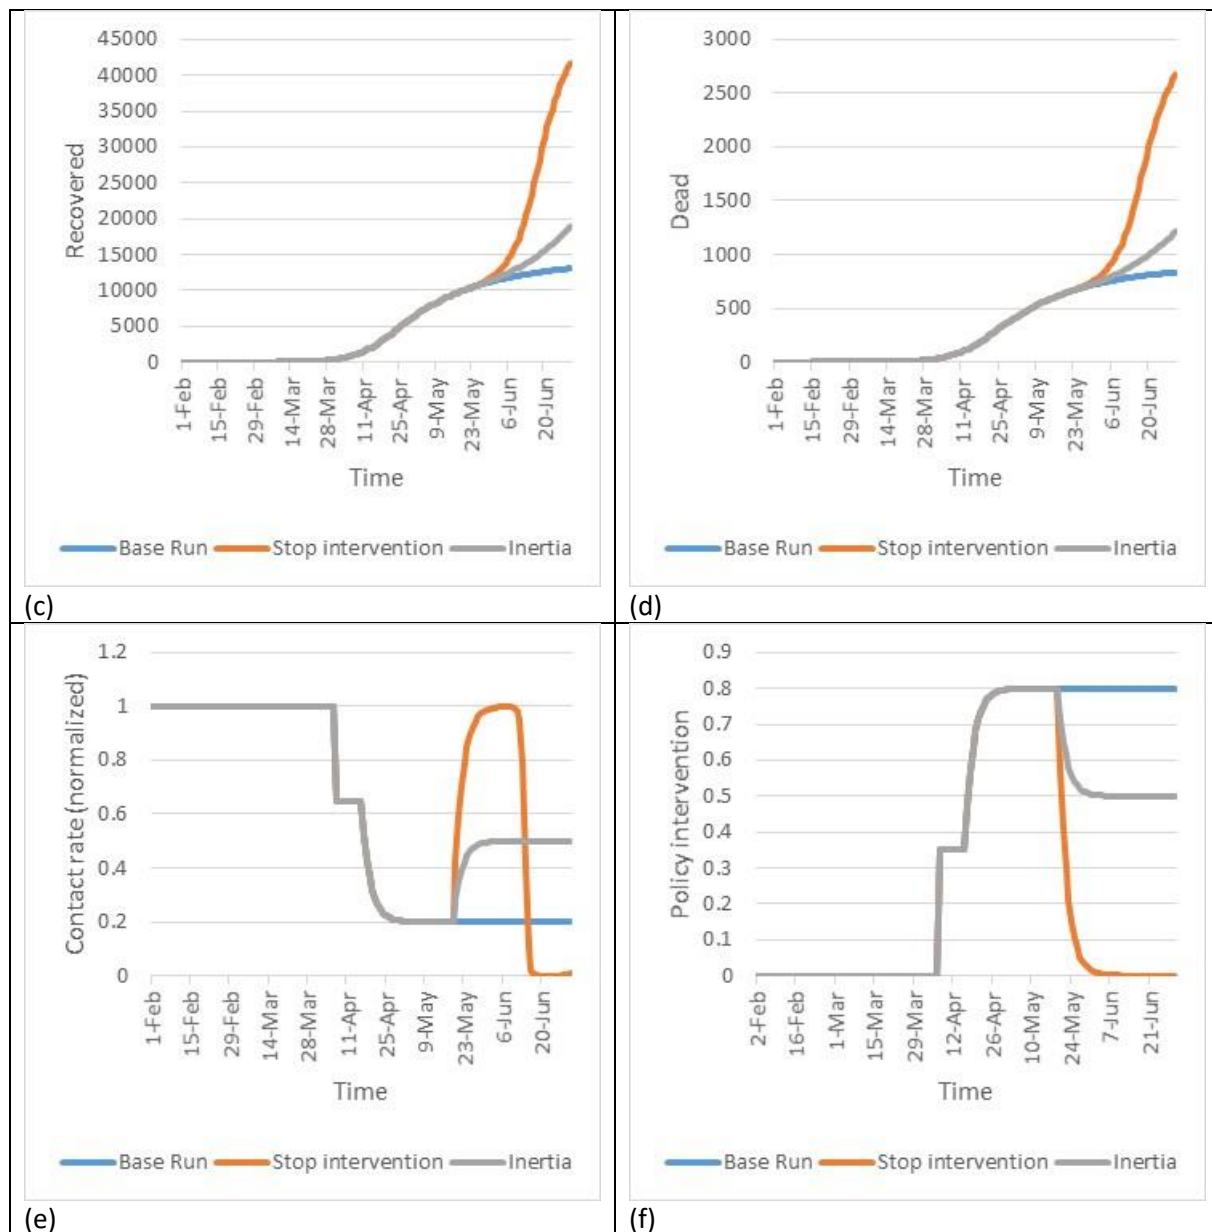 45000
40000
35000
30000
25000
20000
15000
10000
5000
0
Recovered
1-Feb
15-Feb
29-Feb
14-Mar
28-Mar
11-Apr
25-Apr
9-May
23-May
6-Jun
20-Jun
Time
Base Run Stop intervention Inertia
(c)
3000
2500
2000
1500
1000
500
0
Dead
1-Feb
15-Feb
29-Feb
14-Mar
28-Mar
11-Apr
25-Apr
9-May
23-May
6-Jun
20-Jun
Time
Base Run Stop intervention Inertia
(d)
1.2
1
0.8
0.6
0.4
0.2
0
Contact rate (normalized)
1-Feb
15-Feb
29-Feb
14-Mar
28-Mar
11-Apr
25-Apr
9-May
23-May
6-Jun
20-Jun
Time
Base Run Stop intervention Inertia
(e)
0.9
0.8
0.7
0.6
0.5
0.4
0.3
0.2
0.1
0
Policy intervention
2-Feb
16-Feb
1-Mar
15-Mar
29-Mar
12-Apr
26-Apr
10-May
24-May
7-Jun
21-Jun
Time
Base Run Stop intervention Inertia
(f)